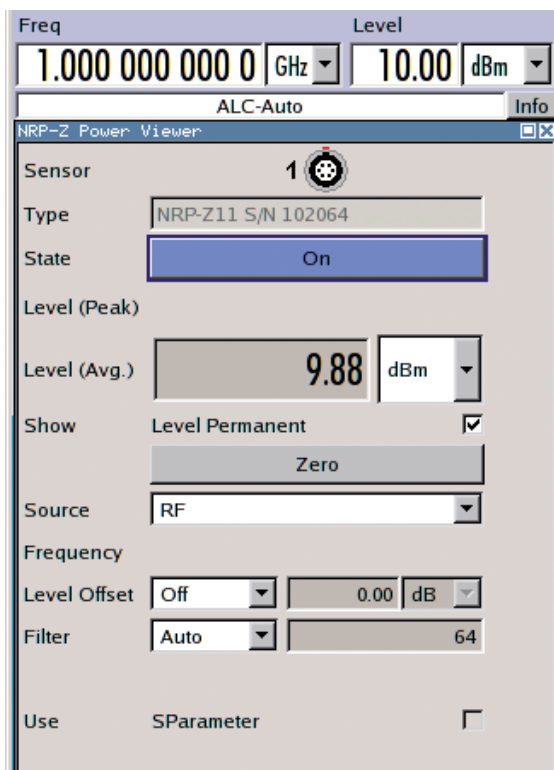 Freq Level
1.000 000 000 0 GHz 10.00 dBm
ALC-Auto Info
NRP-Z Power Viewer
Sensor 1
Type NRP-Z11 S/N 102064
State On
Level (Peak)
Level (Avg.) 9.88 dBm
Show Level Permanent
Zero
Source RF
Frequency
Level Offset Off 0.00 dB
Filter Auto 64
Use SParameter